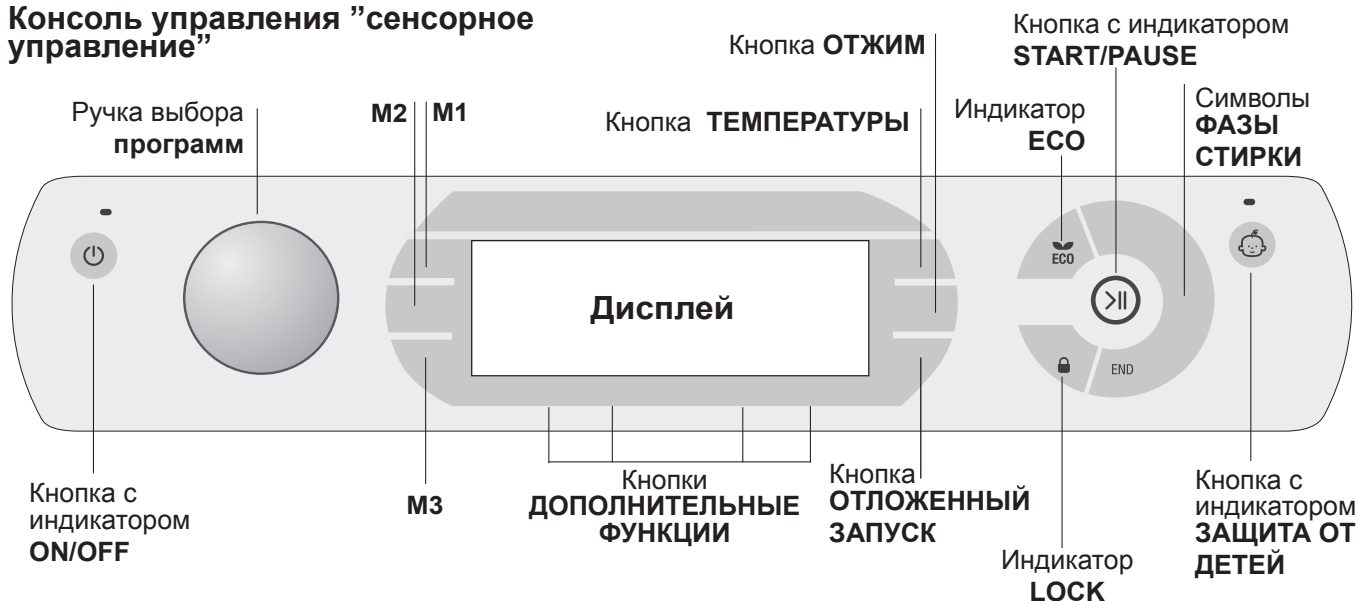 Консоль управления ”сенсорное
управление”
Кнопка с индикатором
START/PAUSE
Кнопка ОТЖИМ
Ручка выбора
программ
M2
M1
Кнопка ТЕМПЕРАТУРЫ
Индикатор
ECO
Символы
ФАЗЫ
СТИРКИ
ECO
Дисплей
END
Кнопка с
индикатором
ON/OFF
M3
Кнопки
ДОПОЛНИТЕЛЬНЫЕ
ФУНКЦИИ
Кнопка
ОТЛОЖЕННЫЙ
ЗАПУСК
Индикатор
LOCK
Кнопка с
индикатором
ЗАЩИТА ОТ
ДЕТЕЙ